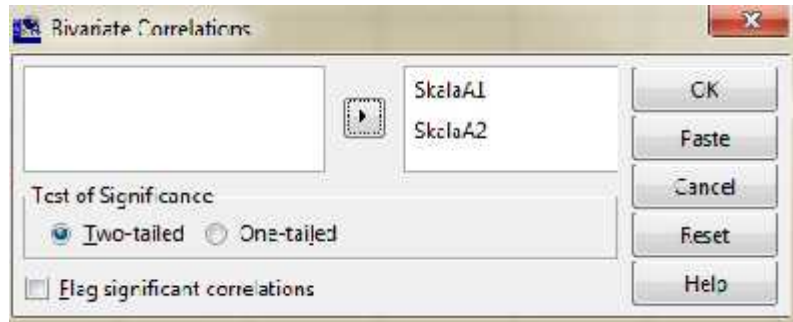 Bivariate Correlations
SkalaA1
SkalaA2
OK
Paste
Cancel
Reset
Help
Test of Significance
Two-tailed
One-tailed
Flag significant correlations